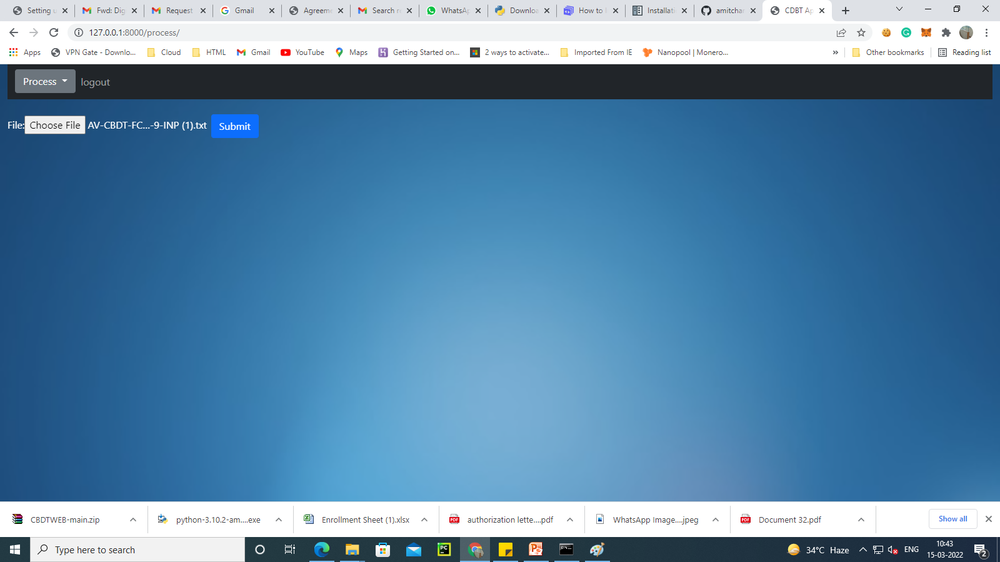 Setting u
Fwd: Dig
Request
Gmail
Agreeme
Search re
WhatsAp
Downloa
How to I
Installati
amitchar
CDBT Ap
127.0.0.1:8000/process/
Apps
VPN Gate - Downlo...
Cloud
HTML
Gmail
YouTube
Maps
Getting Started on...
2 ways to activate...
Imported From IE
Nanopool | Monero...
»
Other bookmarks
Reading list
Process
logout
File:
Choose File
AV-CBDT-FC...-9-INP (1).txt
Submit
CBDTWEB-main.zip
python-3.10.2-am....exe
Enrollment Sheet (1).xlsx
authorization lette....pdf
WhatsApp Image....jpeg
Document 32.pdf
Show all
Type here to search
34°C Haze
ENG
10:43
15-03-2022
2